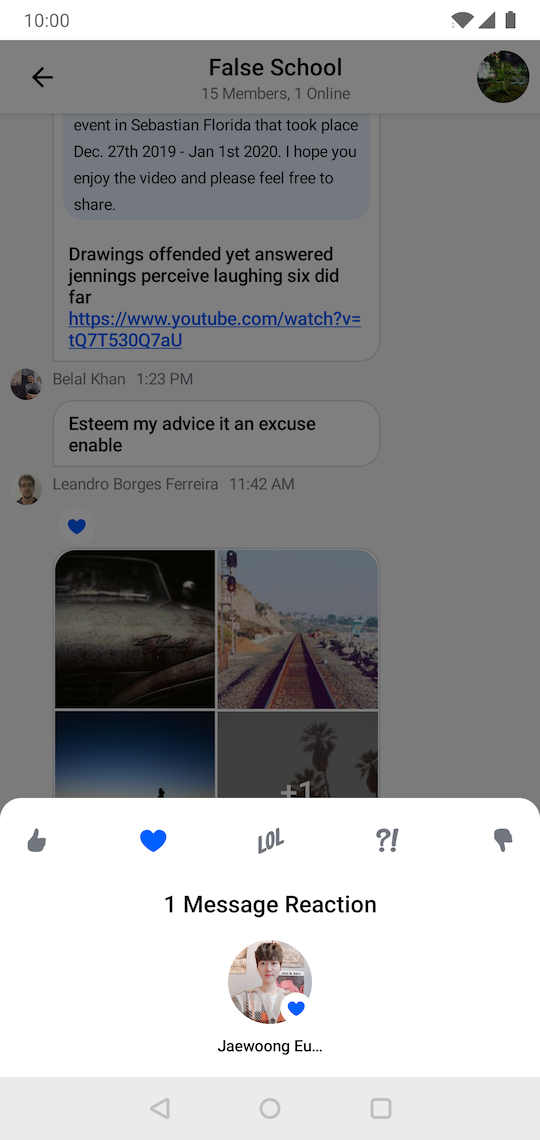 10:00
False School
15 Members, 1 Online
event in Sebastian Florida that took place
Dec. 27th 2019 - Jan 1st 2020. I hope you
enjoy the video and please feel free to
share.
Drawings offended yet answered
jennings perceive laughing six did
far
https://www.youtube.com/watch?v=
tQ7T530Q7aU
Belal Khan 1:23 PM
Esteem my advice it an excuse
enable
Leandro Borges Ferreira 11:42 AM
+1
LOL
?!
1 Message Reaction
Jaewoong Eu...